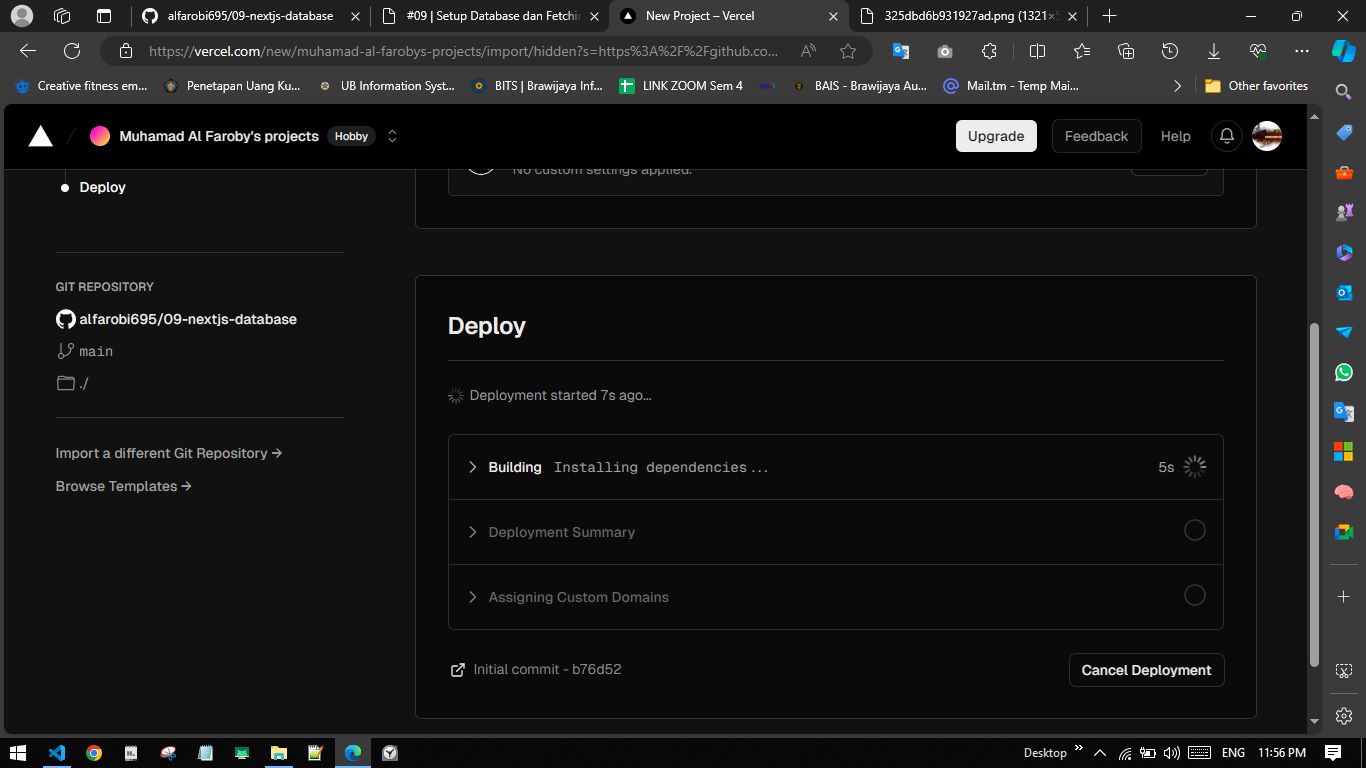 alfarobi695/09-nextjs-database
#09 | Setup Database dan Fetchin
New Project – Vercel
325dbd6b931927ad.png (1321×
https://vercel.com/new/muhamad-al-farobys-projects/import/hidden?s=https%3A%2F%2Fgithub.co...
Creative fitness em...
Penetapan Uang Ku...
UB Information Syst...
BITS | Brawijaya Inf...
LINK ZOOM Sem 4
BAIS - Brawijaya Au...
Mail.tm - Temp Mai...
Other favorites
Muhamad Al Faroby's projects
Hobby
Upgrade
Feedback
Help
No custom settings applied.
Deploy
GIT REPOSITORY
alfarobi695/09-nextjs-database
main
./
Import a different Git Repository →
Browse Templates →
Deploy
Deployment started 7s ago...
Building Installing dependencies...
5s
Deployment Summary
Assigning Custom Domains
Initial commit - b76d52
Cancel Deployment
Desktop
ENG
11:56 PM